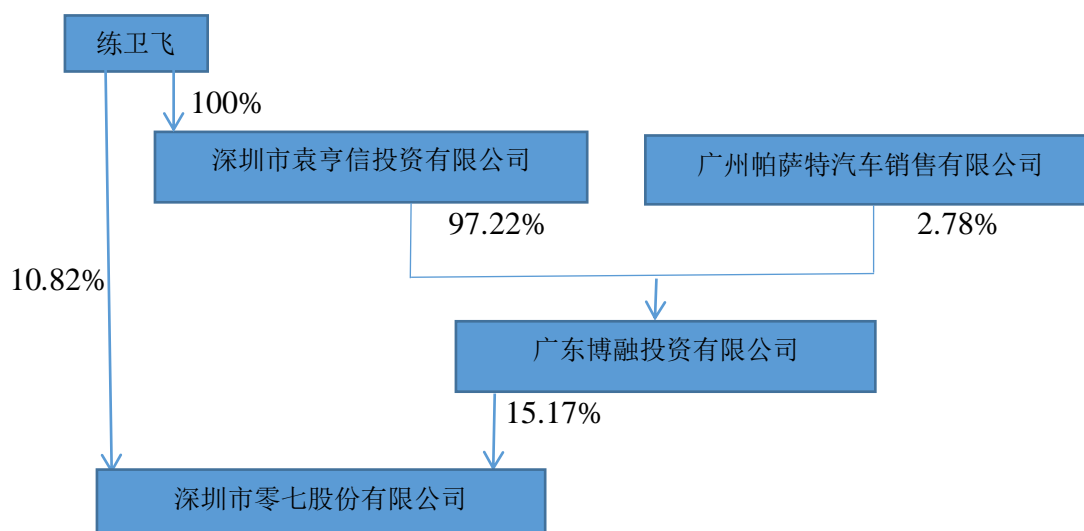 练卫飞
100%
深圳市袁亨信投资有限公司
广州帕萨特汽车销售有限公司
97.22%
2.78%
10.82%
广东博融投资有限公司
15.17%
深圳市零七股份有限公司